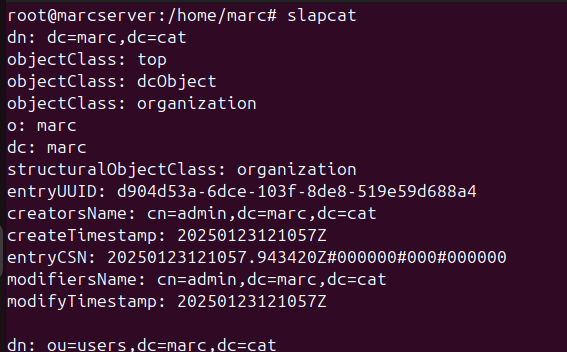 root@marcserver:/home/marc# slapcat
dn: dc=marc,dc=cat
objectClass: top
objectClass: dcObject
objectClass: organization
o: marc
dc: marc
structuralObjectClass: organization
entryUUID: d904d53a-6dce-103f-8de8-519e59d688a4
creatorsName: cn=admin,dc=marc,dc=cat
createTimestamp: 20250123121057Z
entryCSN: 20250123121057.943420Z#000000#000#000000
modifiersName: cn=admin,dc=marc,dc=cat
modifyTimestamp: 20250123121057Z
dn: ou=users,dc=marc,dc=cat